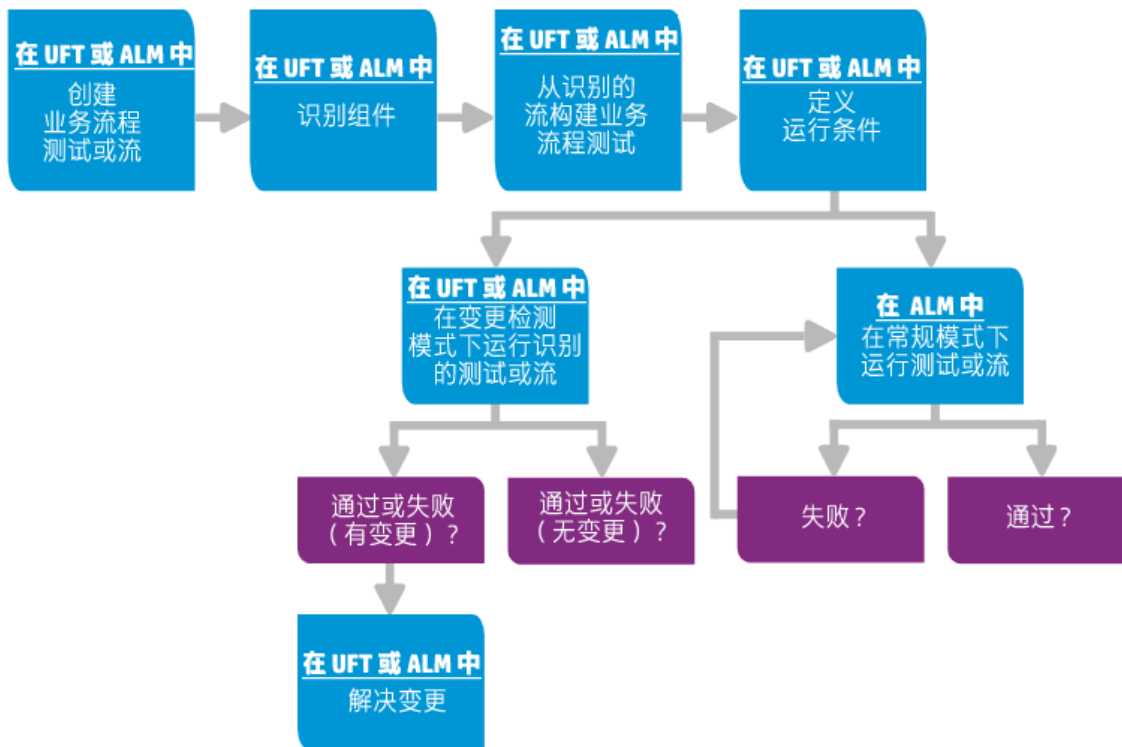 在 UFT 或 ALM 中
创建
业务流程
测试或流
在 UFT 或 ALM 中
识别组件
在 UFT 或 ALM 中
从识别的
流构建业务
流程测试
在 UFT 或 ALM 中
定义
运行条件
在 UFT 或 ALM 中
在变更检测
模式下运行识别
的测试或流
在 ALM 中
在常规模式下
运行测试或流
通过或失败
（有变更）？
通过或失败
（无变更）？
失败？
通过？
在 UFT 或 ALM 中
解决变更